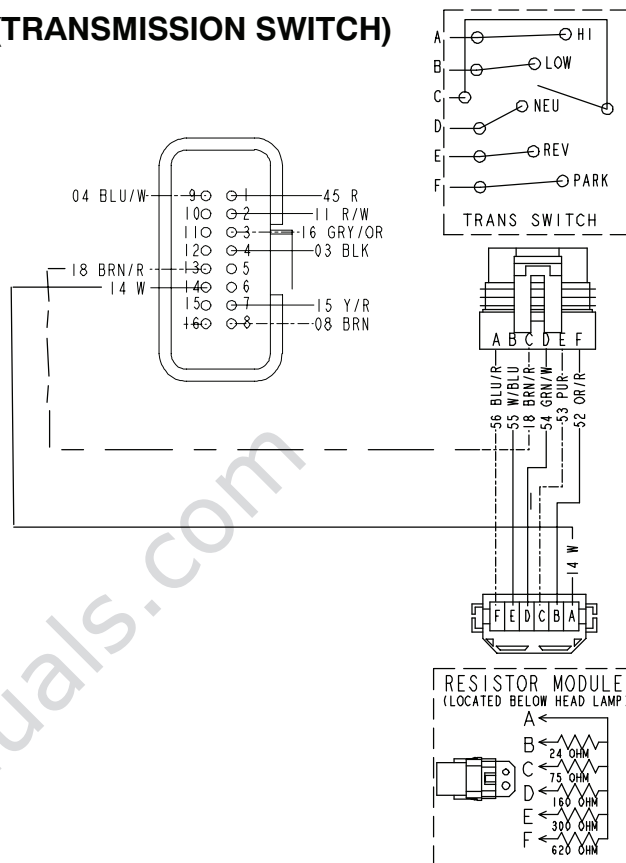 (TRANSMISSION SWITCH)
A HI
B LOW
C
NEU
D
E REV
F PARK
TRANS SWITCH
04 BLU/W 9 1 45 R
10 2 11 R/W
11 3 16 GRY/OR
12 4 03 BLK
18 BRN/R 13 5
14 W 14 6
15 7 15 Y/R
16 8 08 BRN
A B C D E F
56 BLU/R
55 W/BLU
18 BRN/R
54 GRN/W
53 PUR
52 OR/R
14 W
F E D C B A
RESISTOR MODULE
(LOCATED BELOW HEAD LAMP)
A
B 24 OHM
C 75 OHM
D 160 OHM
E 300 OHM
F 620 OHM
uals.com